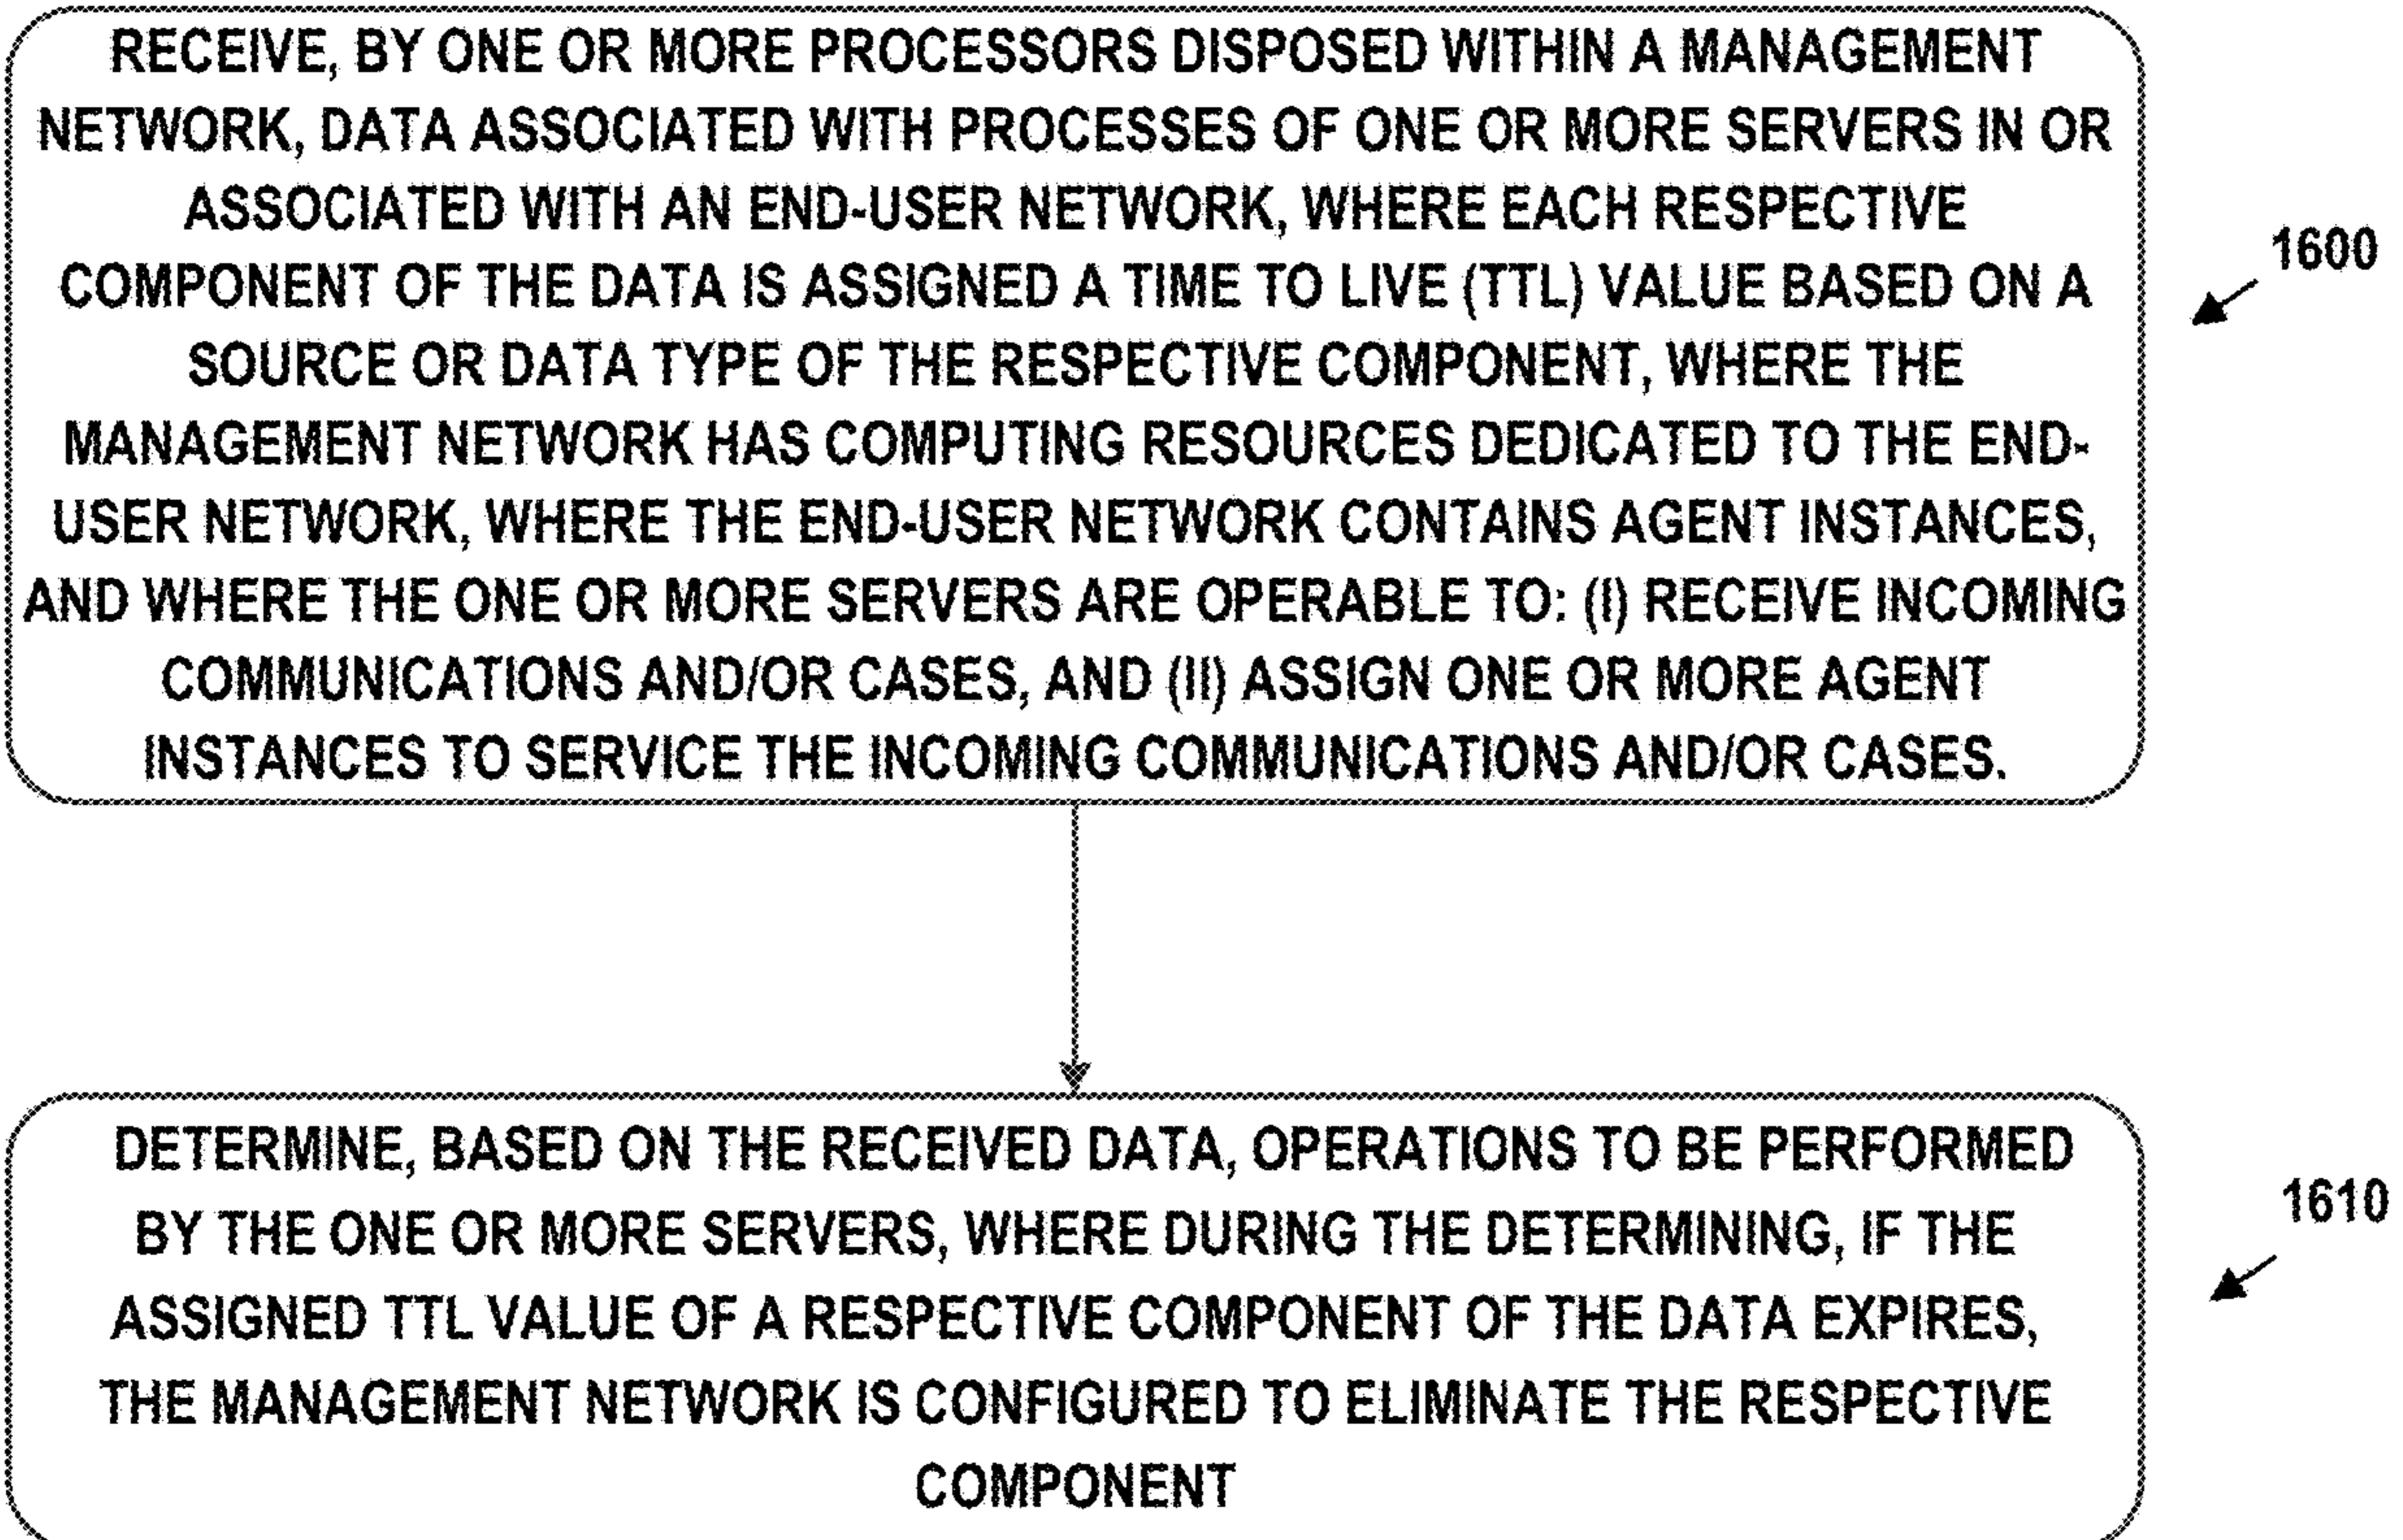 RECEIVE, BY ONE OR MORE PROCESSORS DISPOSED WITHIN A MANAGEMENT
NETWORK, DATA ASSOCIATED WITH PROCESSES OF ONE OR MORE SERVERS IN OR
ASSOCIATED WITH AN END-USER NETWORK, WHERE EACH RESPECTIVE
COMPONENT OF THE DATA IS ASSIGNED A TIME TO LIVE (TTL) VALUE BASED ON A
SOURCE OR DATA TYPE OF THE RESPECTIVE COMPONENT, WHERE THE
MANAGEMENT NETWORK HAS COMPUTING RESOURCES DEDICATED TO THE END-
USER NETWORK, WHERE THE END-USER NETWORK CONTAINS AGENT INSTANCES,
AND WHERE THE ONE OR MORE SERVERS ARE OPERABLE TO: (I) RECEIVE INCOMING
COMMUNICATIONS AND/OR CASES, AND (II) ASSIGN ONE OR MORE AGENT
INSTANCES TO SERVICE THE INCOMING COMMUNICATIONS AND/OR CASES.
1600
DETERMINE, BASED ON THE RECEIVED DATA, OPERATIONS TO BE PERFORMED
BY THE ONE OR MORE SERVERS, WHERE DURING THE DETERMINING, IF THE
ASSIGNED TTL VALUE OF A RESPECTIVE COMPONENT OF THE DATA EXPIRES,
THE MANAGEMENT NETWORK IS CONFIGURED TO ELIMINATE THE RESPECTIVE
COMPONENT
1610